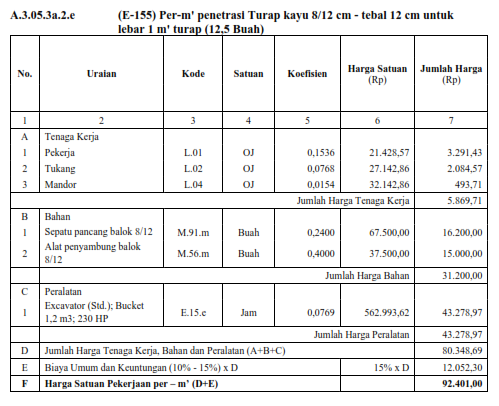 A.3.05.3a.2.e (E-155) Per-m' penetrasi Turap kayu 8/12 cm - tebal 12 cm untuk
lebar 1 m' turap (12,5 Buah)
No. Uraian Kode Satuan Koefisien Harga Satuan (Rp) Jumlah Harga (Rp)
1 2 3 4 5 6 7
A Tenaga Kerja
1 Pekerja L.01 OJ 0,1536 21.428,57 3.291,43
2 Tukang L.02 OJ 0,0768 27.142,86 2.084,57
3 Mandor L.04 OJ 0,0154 32.142,86 493,71
Jumlah Harga Tenaga Kerja 5.869,71
B Bahan
1 Sepatu pancang balok 8/12 M.91.m Buah 0,2400 67.500,00 16.200,00
2 Alat penyambung balok 8/12 M.56.m Buah 0,4000 37.500,00 15.000,00
Jumlah Harga Bahan 31.200,00
C Peralatan
1 Excavator (Std.); Bucket 1,2 m3; 230 HP E.15.e Jam 0,0769 562.993,62 43.278,97
Jumlah Harga Peralatan 43.278,97
D Jumlah Harga Tenaga Kerja, Bahan dan Peralatan (A+B+C) 80.348,69
E Biaya Umum dan Keuntungan (10% - 15%) x D 15% x D 12.052,30
F Harga Satuan Pekerjaan per – m' (D+E) 92.401,00